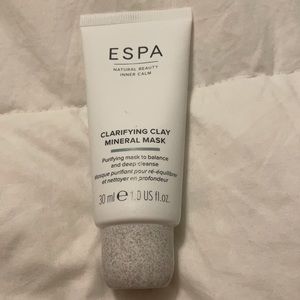 ESPA
NATURAL BEAUTY
INNER CALM
CLARIFYING CLAY
MINERAL MASK
Purifying mask to balance
and deep cleanse
Masque purifiant pour ré-équilibrer
et nettoyer en profondeur
30 ml ℮ 1.0 US fl.oz.